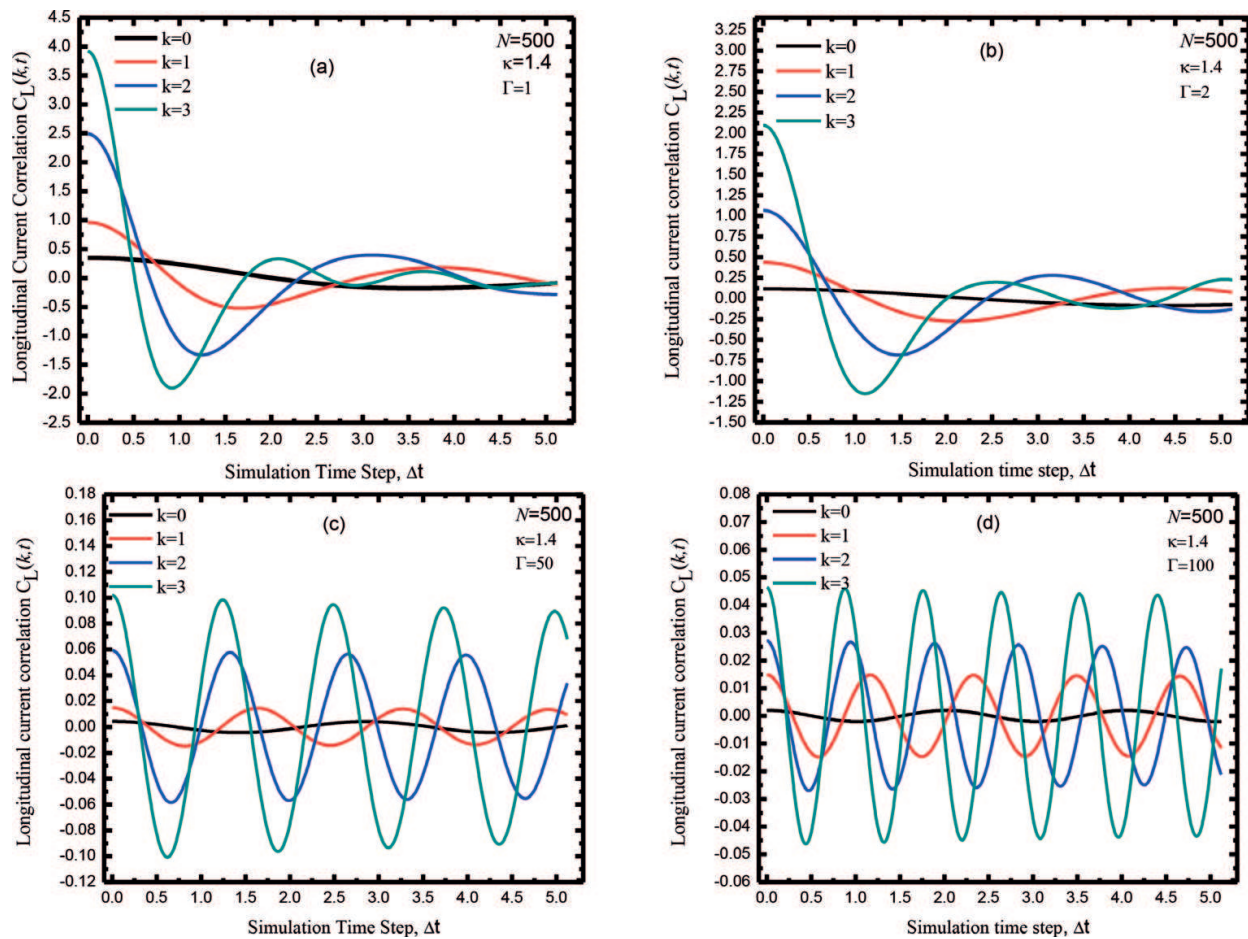 4.5
4.0
3.5
3.0
2.5
2.0
1.5
1.0
0.5
0.0
-0.5
-1.0
-1.5
-2.0
-2.5
Longitudinal Current Correlation C_L(k,t)
k=0
k=1
k=2
k=3
(a)
N=500
κ=1.4
Γ=1
0.0 0.5 1.0 1.5 2.0 2.5 3.0 3.5 4.0 4.5 5.0
Simulation Time Step, Δt
3.25
3.00
2.75
2.50
2.25
2.00
1.75
1.50
1.25
1.00
0.75
0.50
0.25
0.00
-0.25
-0.50
-0.75
-1.00
-1.25
-1.50
Longitudinal current correlation C_L(k,t)
k=0
k=1
k=2
k=3
(b)
N=500
κ=1.4
Γ=2
0.0 0.5 1.0 1.5 2.0 2.5 3.0 3.5 4.0 4.5 5.0
Simulation time step, Δt
0.18
0.16
0.14
0.12
0.10
0.08
0.06
0.04
0.02
0.00
-0.02
-0.04
-0.06
-0.08
-0.10
-0.12
Longitudinal current correlation C_L(k,t)
k=0
k=1
k=2
k=3
(c)
N=500
κ=1.4
Γ=50
0.0 0.5 1.0 1.5 2.0 2.5 3.0 3.5 4.0 4.5 5.0
Simulation Time Step, Δt
0.08
0.07
0.06
0.05
0.04
0.03
0.02
0.01
0.00
-0.01
-0.02
-0.03
-0.04
-0.05
-0.06
Longitudinal current correlation C_L(k,t)
k=0
k=1
k=2
k=3
(d)
N=500
κ=1.4
Γ=100
0.0 0.5 1.0 1.5 2.0 2.5 3.0 3.5 4.0 4.5 5.0
Simulation time step, Δt